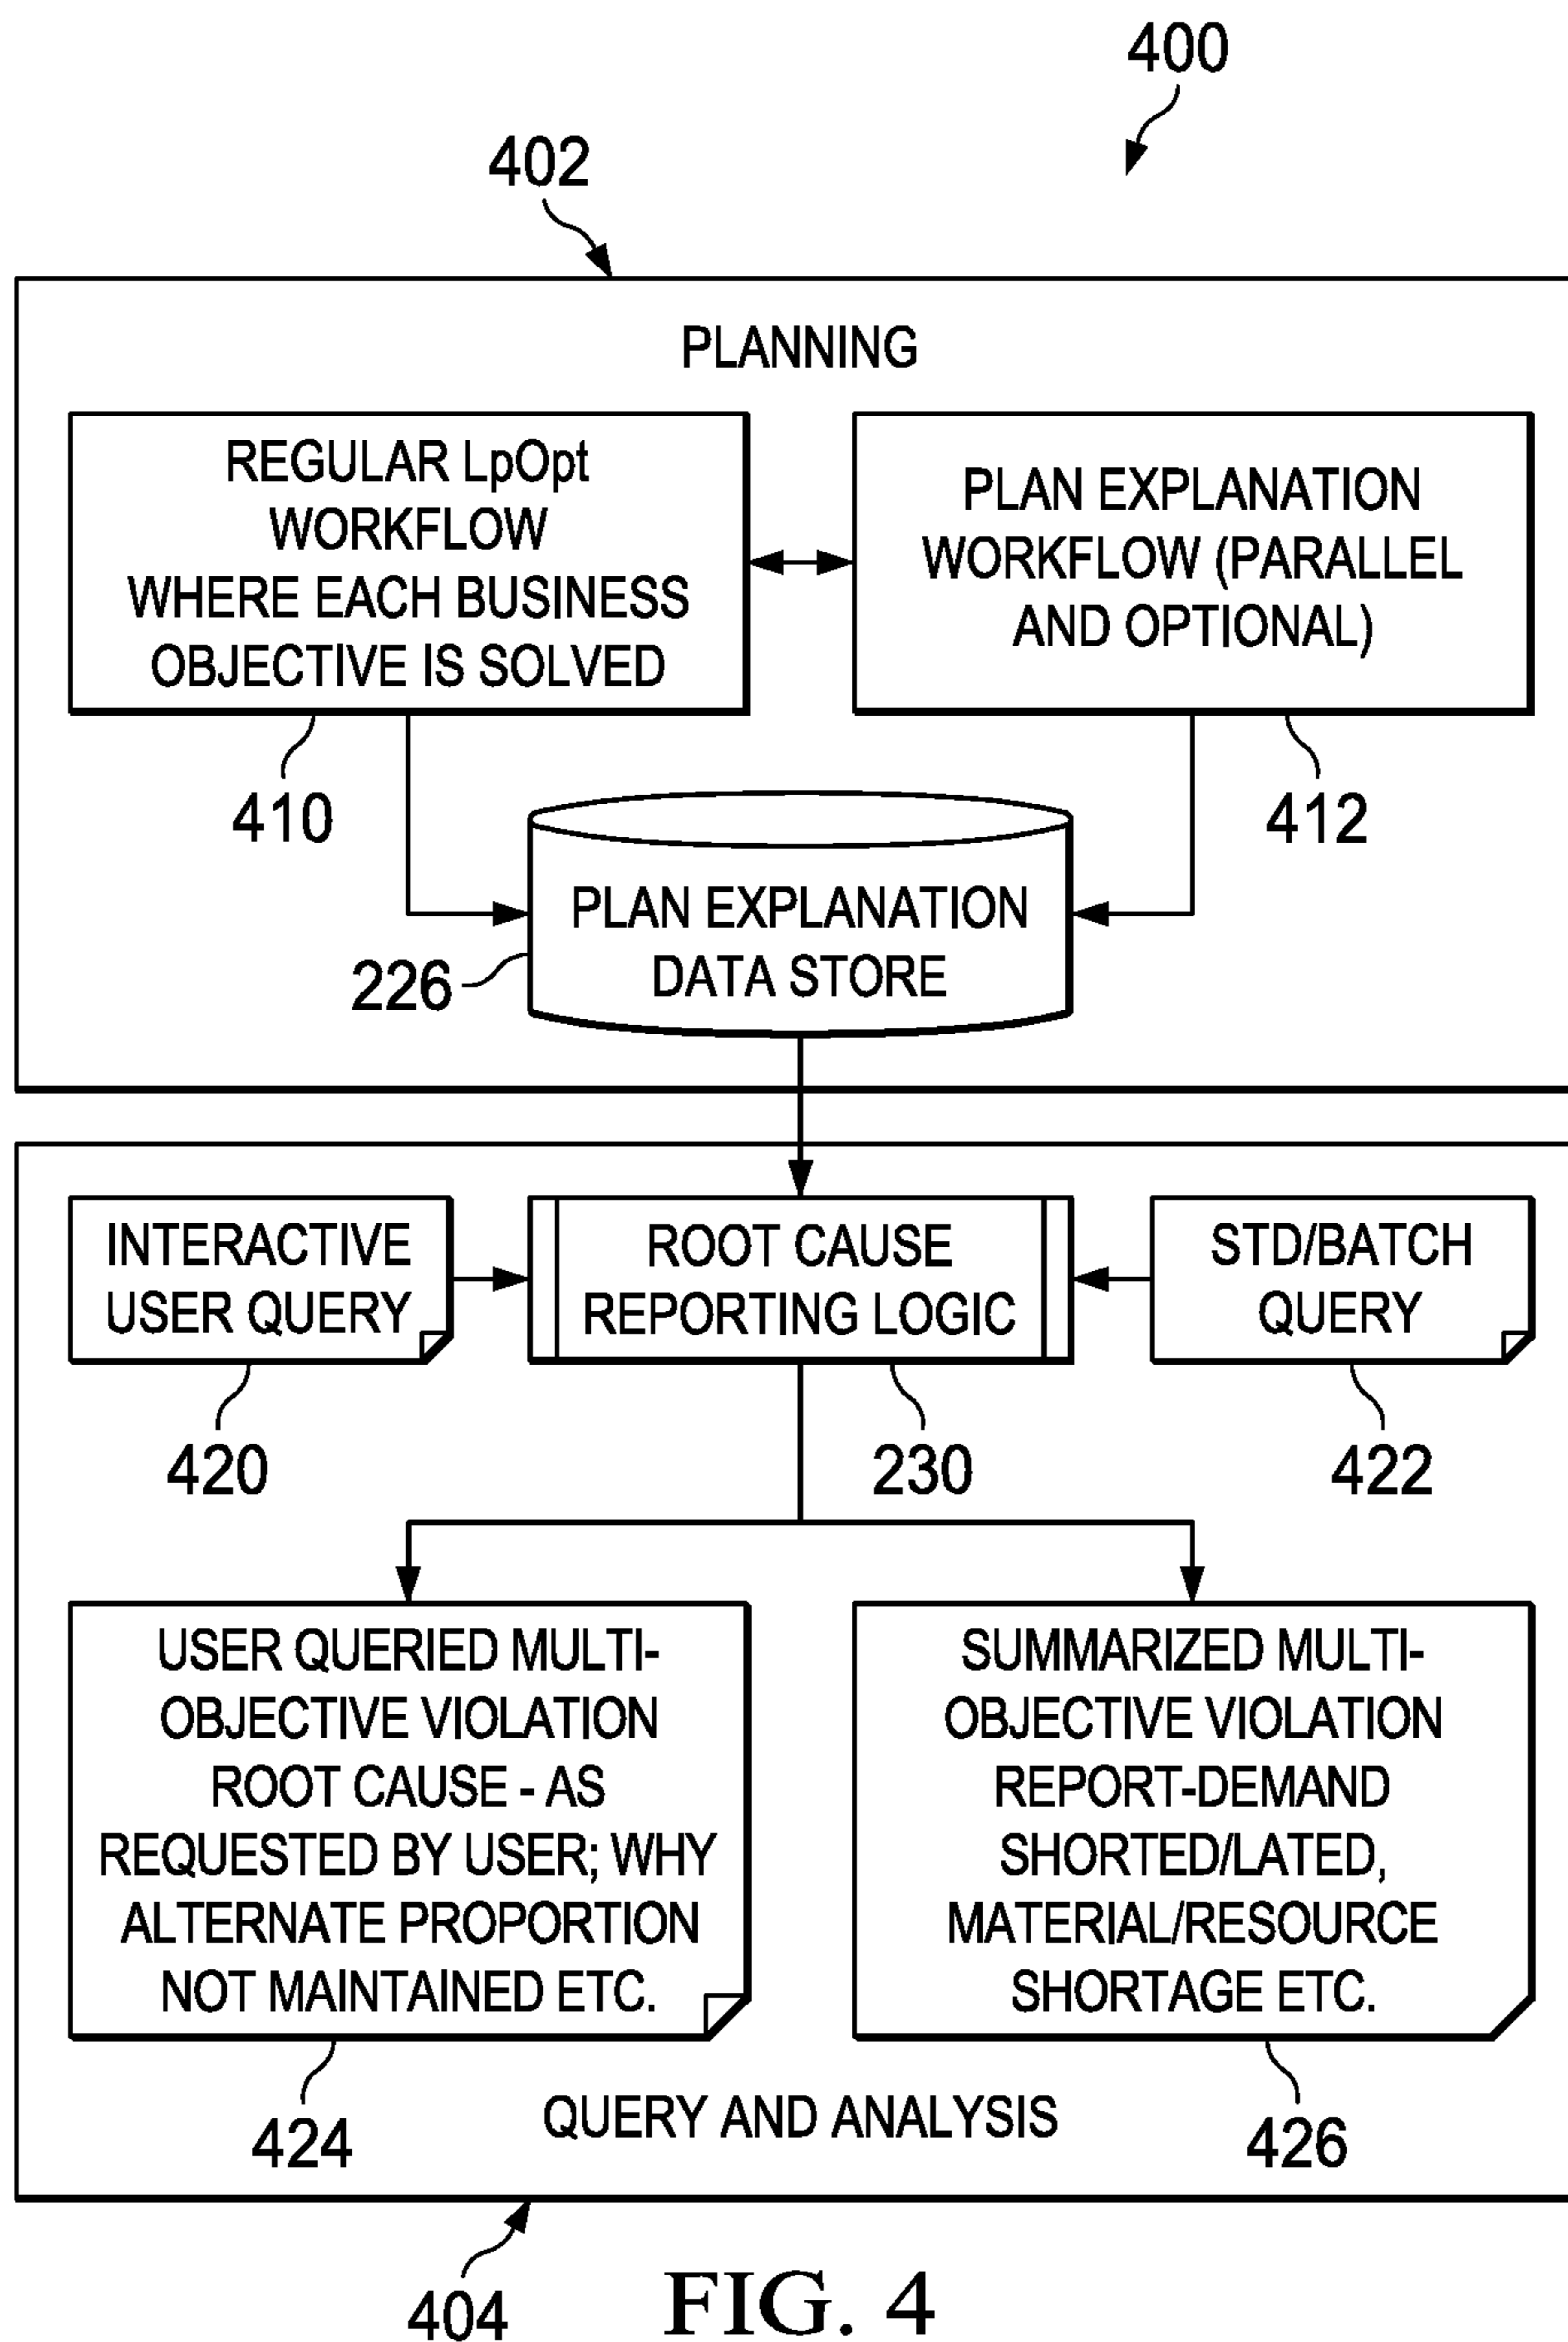 400
402
PLANNING
REGULAR LpOpt
WORKFLOW
WHERE EACH BUSINESS
OBJECTIVE IS SOLVED
PLAN EXPLANATION
WORKFLOW (PARALLEL
AND OPTIONAL)
410
412
PLAN EXPLANATION
DATA STORE
226
INTERACTIVE
USER QUERY
ROOT CAUSE
REPORTING LOGIC
STD/BATCH
QUERY
420
230
422
USER QUERIED MULTI-
OBJECTIVE VIOLATION
ROOT CAUSE - AS
REQUESTED BY USER; WHY
ALTERNATE PROPORTION
NOT MAINTAINED ETC.
SUMMARIZED MULTI-
OBJECTIVE VIOLATION
REPORT-DEMAND
SHORTED/LATED,
MATERIAL/RESOURCE
SHORTAGE ETC.
424
QUERY AND ANALYSIS
426
404
FIG. 4